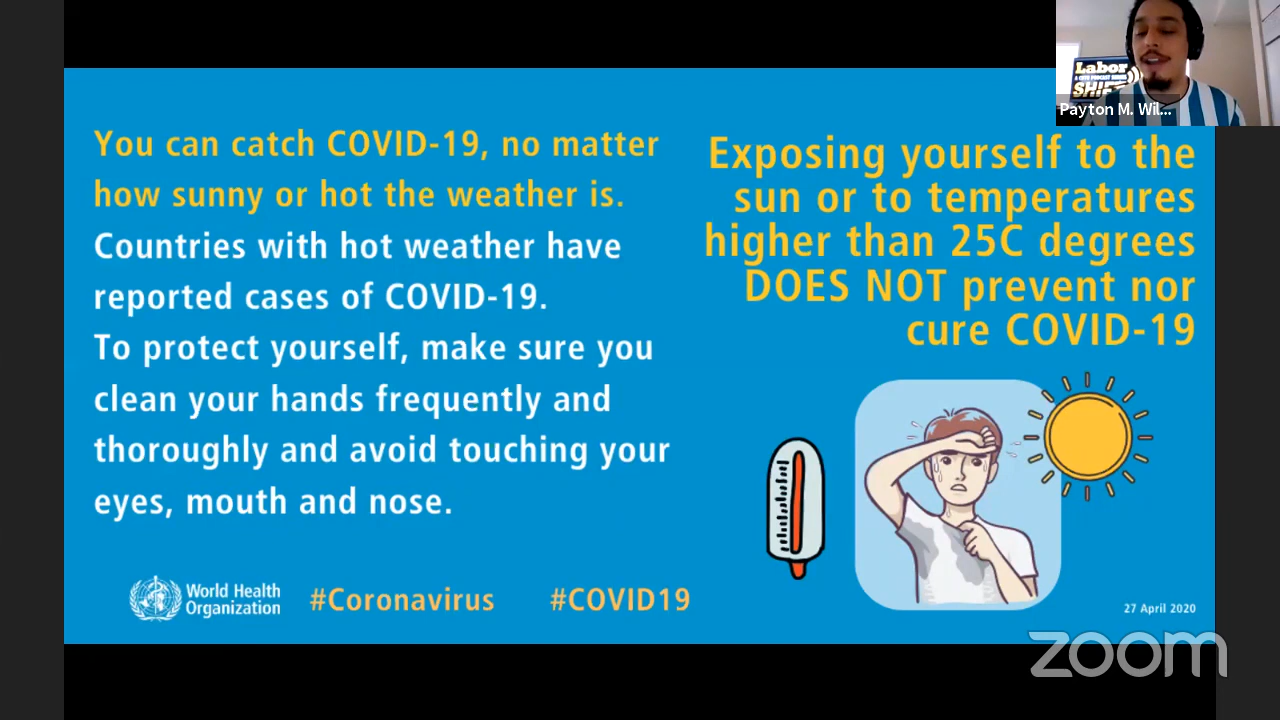 You can catch COVID-19, no matter
how sunny or hot the weather is.
Countries with hot weather have
reported cases of COVID-19.
To protect yourself, make sure you
clean your hands frequently and
thoroughly and avoid touching your
eyes, mouth and nose.
Exposing yourself to the
sun or to temperatures
higher than 25C degrees
DOES NOT prevent nor
cure COVID-19
World Health
Organization
#Coronavirus
#COVID19
27 April 2020
Labor
SHIF
Payton M. Wil...
zoom